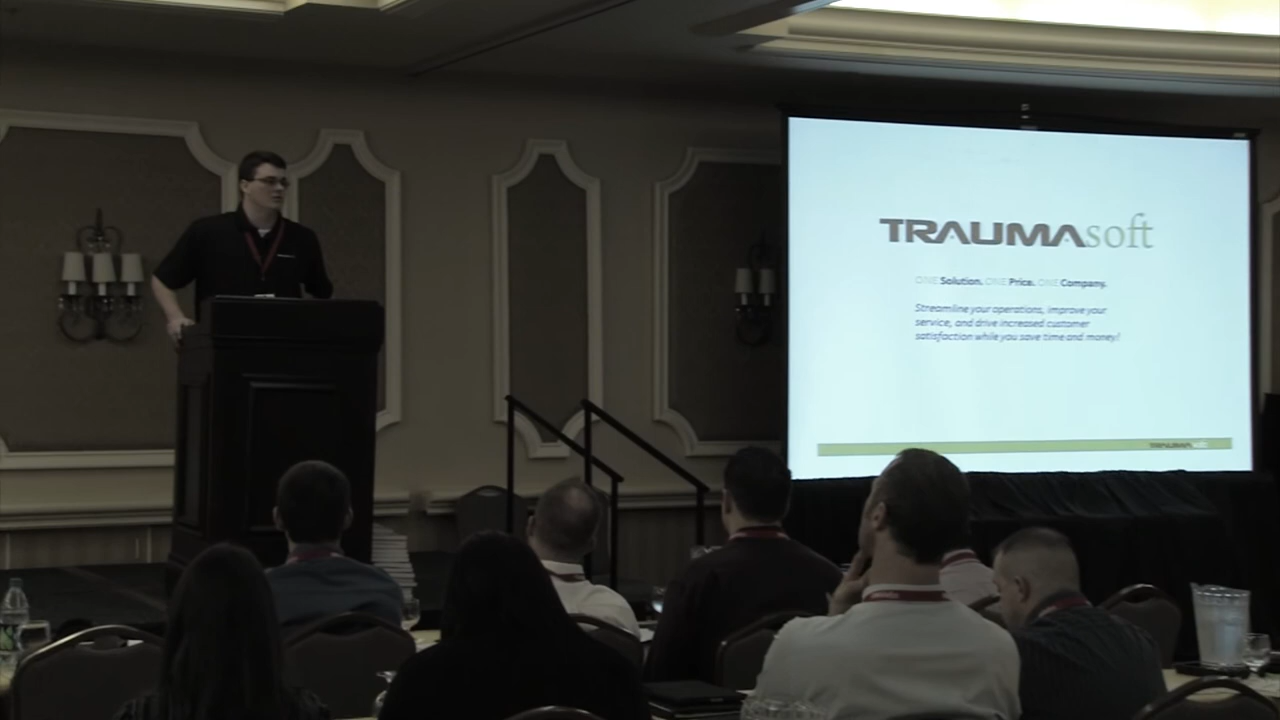 TRAUMAsoft
ONE Solution. ONE Price. ONE Company.
Streamline your operations, improve your
service, and drive increased customer
satisfaction while you save time and money!
TRAUMAsoft